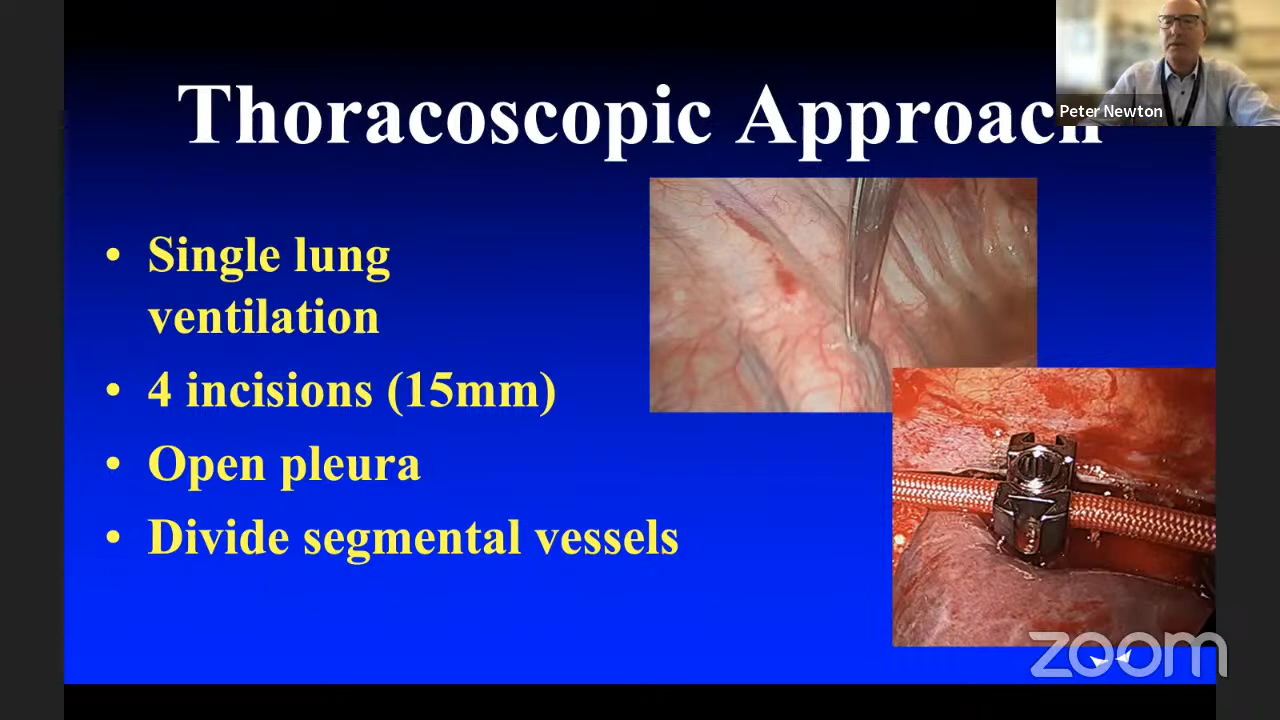 Thoracoscopic Approach
Peter Newton
• Single lung
ventilation
• 4 incisions (15mm)
• Open pleura
• Divide segmental vessels
zoom